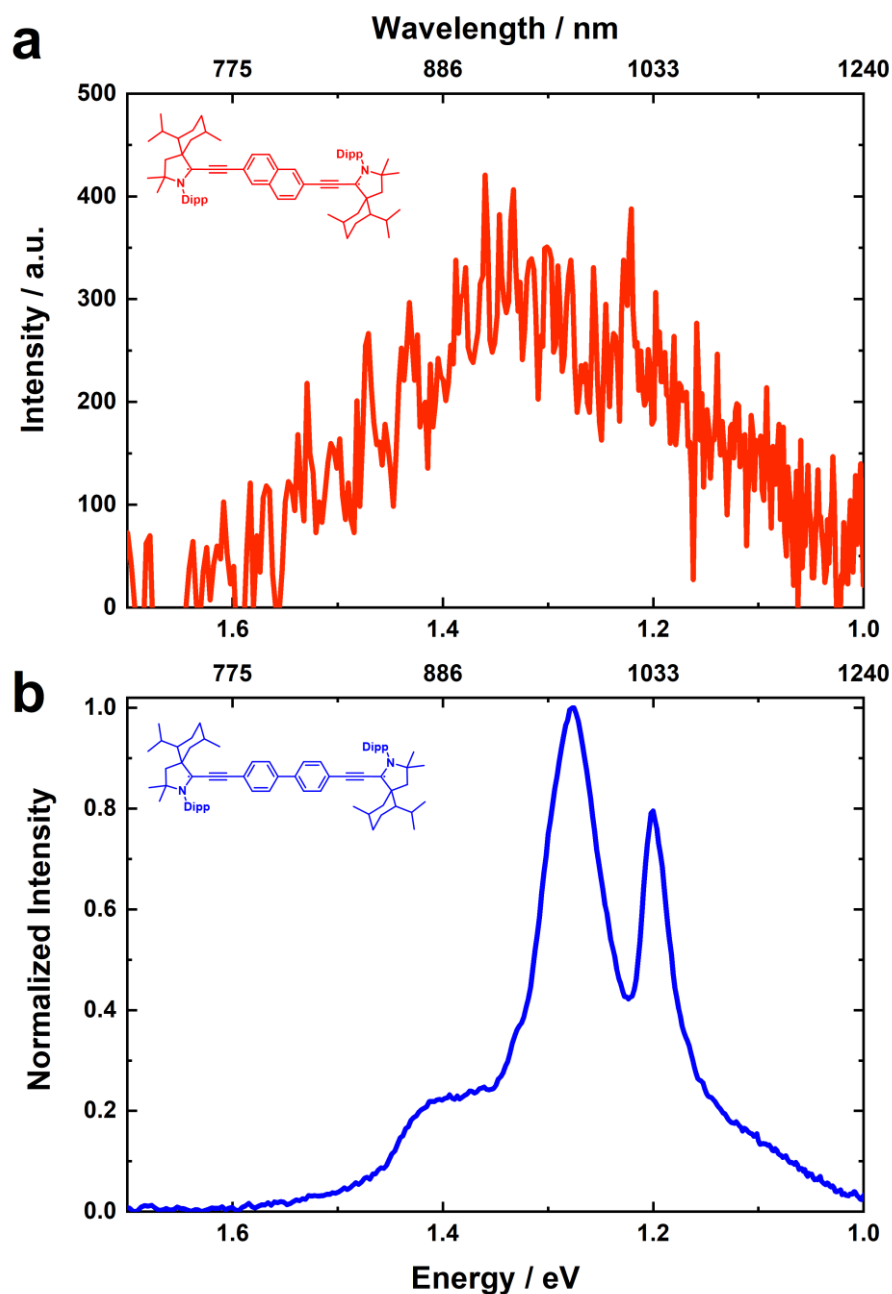 a
Wavelength / nm
775 886 1033 1240
500
400
300
200
100
0
Intensity / a.u.
Dipp
N
N
Dipp
1.6 1.4 1.2 1.0
b
775 886 1033 1240
1.0
0.8
0.6
0.4
0.2
0.0
Normalized Intensity
Dipp
N
N
Dipp
1.6 1.4 1.2 1.0
Energy / eV